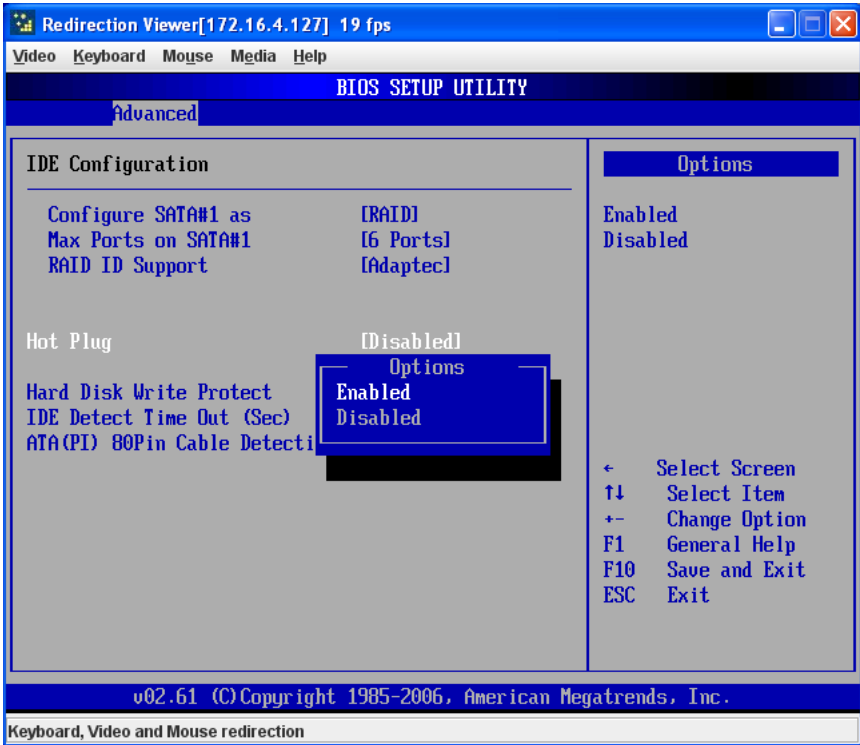 Redirection Viewer[172.16.4.127] 19 fps
Video Keyboard Mouse Media Help
BIOS SETUP UTILITY
Advanced
IDE Configuration
Configure SATA#1 as [RAID]
Max Ports on SATA#1 [6 Ports]
RAID ID Support [Adaptec]
Hot Plug [Disabled]
Options
Enabled
Disabled
Hard Disk Write Protect
IDE Detect Time Out (Sec)
ATA(PI) 80Pin Cable Detecti
Options
Enabled
Disabled
← Select Screen
↑↓ Select Item
+- Change Option
F1 General Help
F10 Save and Exit
ESC Exit
v02.61 (C)Copyright 1985-2006, American Megatrends, Inc.
Keyboard, Video and Mouse redirection